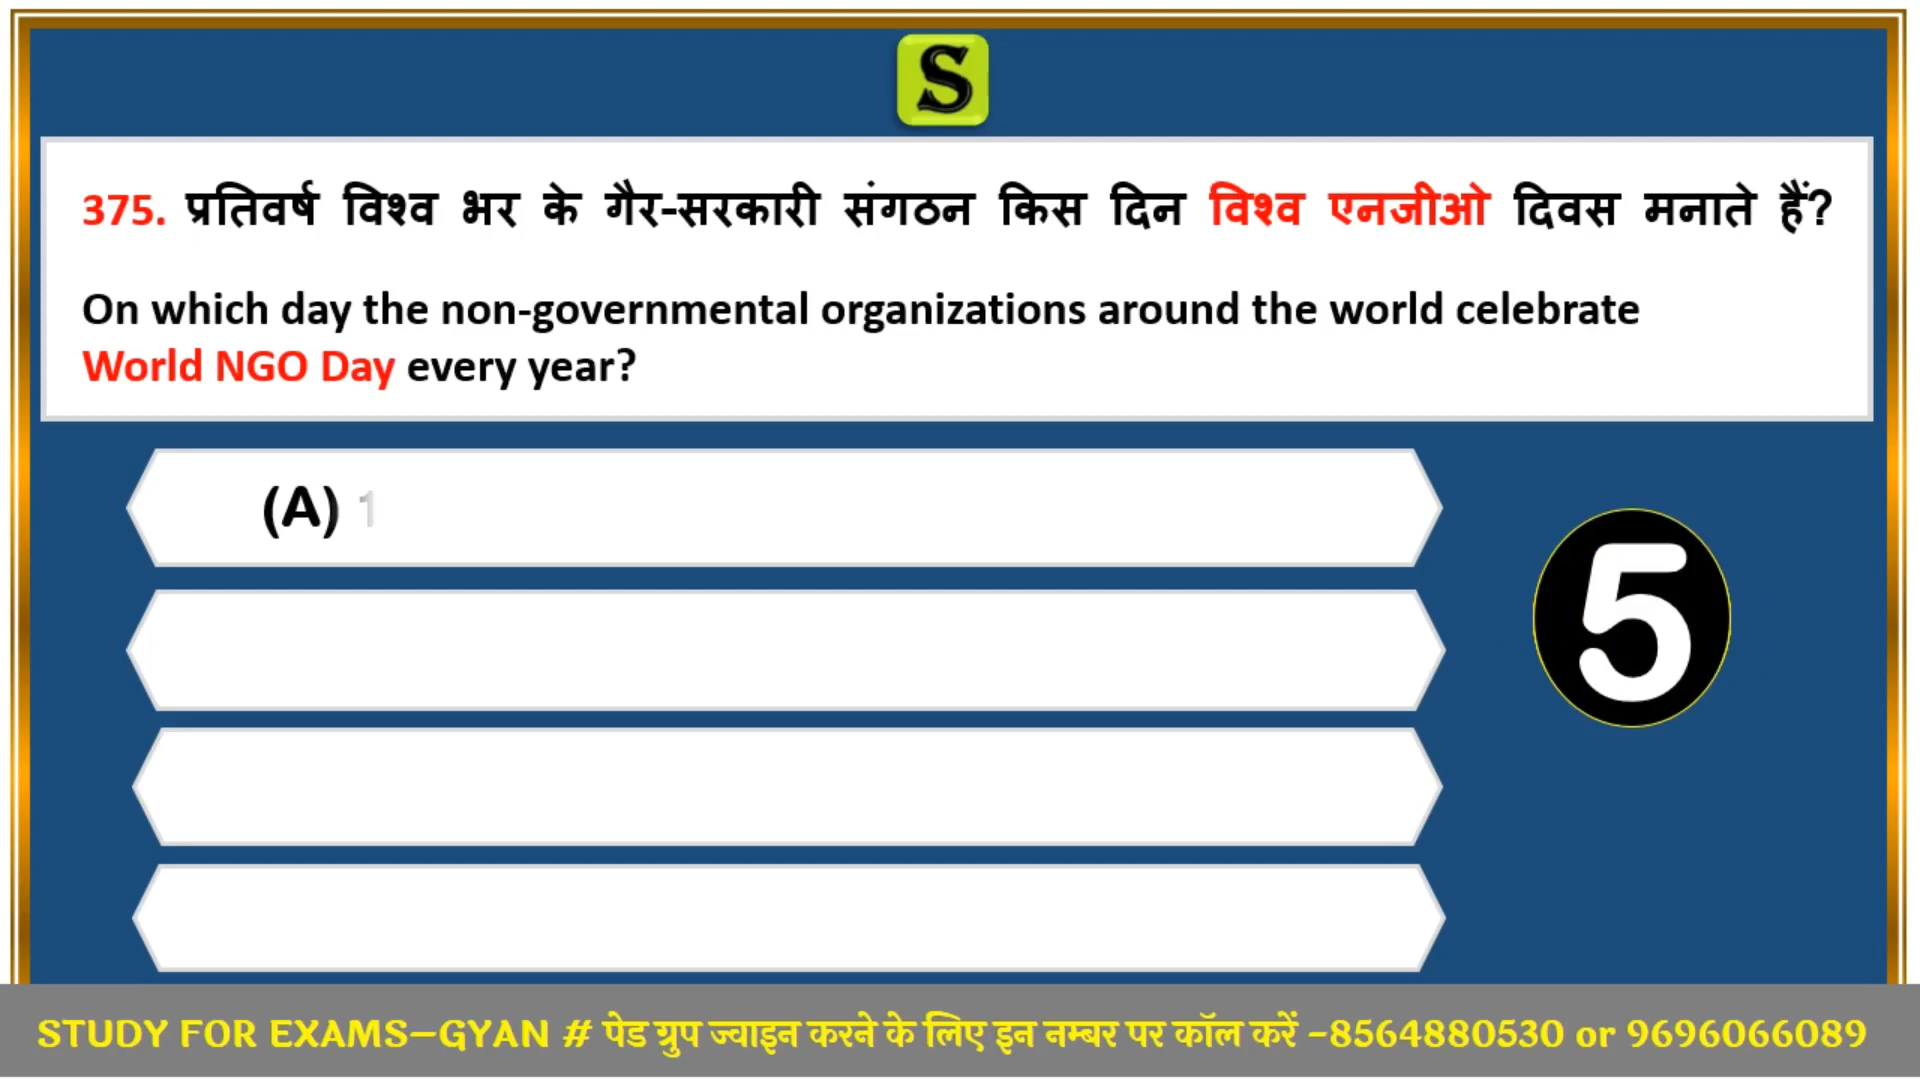 S
375. प्रतिवर्ष विश्व भर के गैर-सरकारी संगठन किस दिन विश्व एनजीओ दिवस मनाते हैं?
On which day the non-governmental organizations around the world celebrate
World NGO Day every year?
(A) 1
5
STUDY FOR EXAMS–GYAN # पेड ग्रुप ज्वाइन करने के लिए इन नम्बर पर कॉल करें –8564880530 or 9696066089